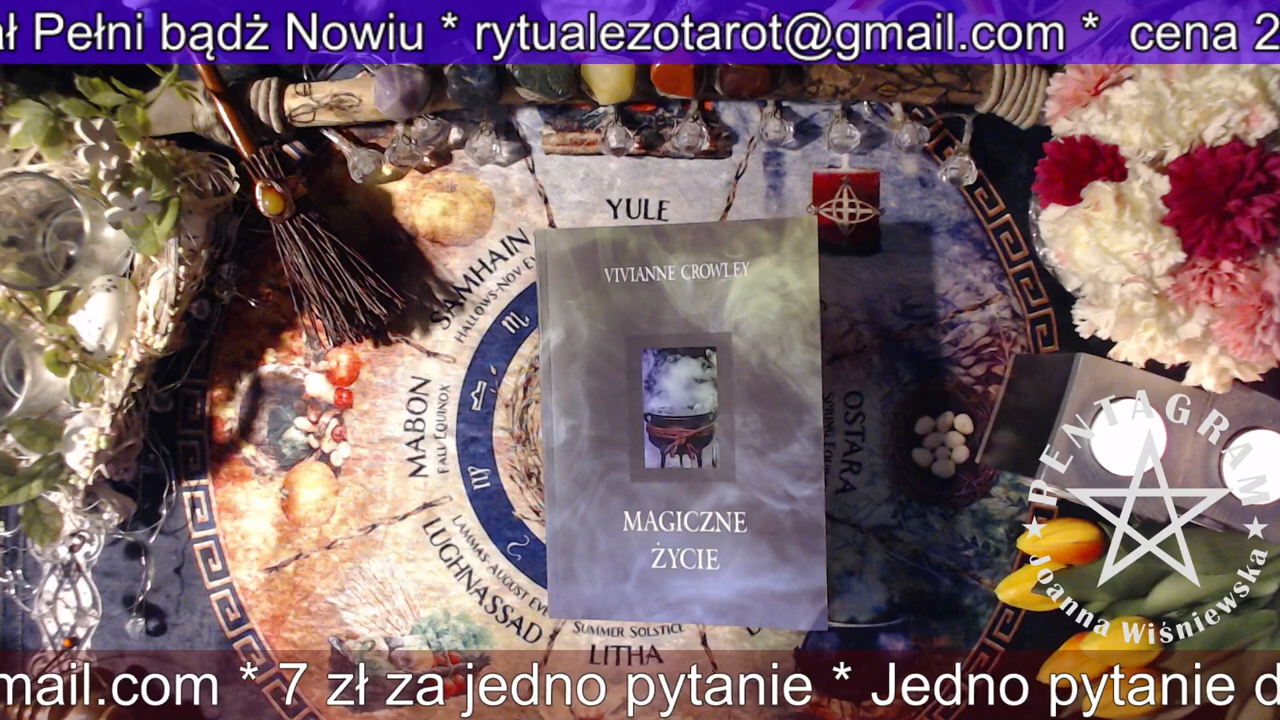 ał Pełni bądź Nowiu * rytualezotarot@gmail.com * cena 2
YULE
SAMHAIN
HALLOWS-NOV EV
VIVIANNE CROWLEY
MABON
FALL EQUINOX
OSTARA
MAGICZNE
ŻYCIE
LAMMAS-AUGUST EVE
LUGHNASSAD
SUMMER SOLSTICE
LITHA
PENTAGRAM
Joanna Wiśniewska
mail.com * 7 zł za jedno pytanie * Jedno pytanie d